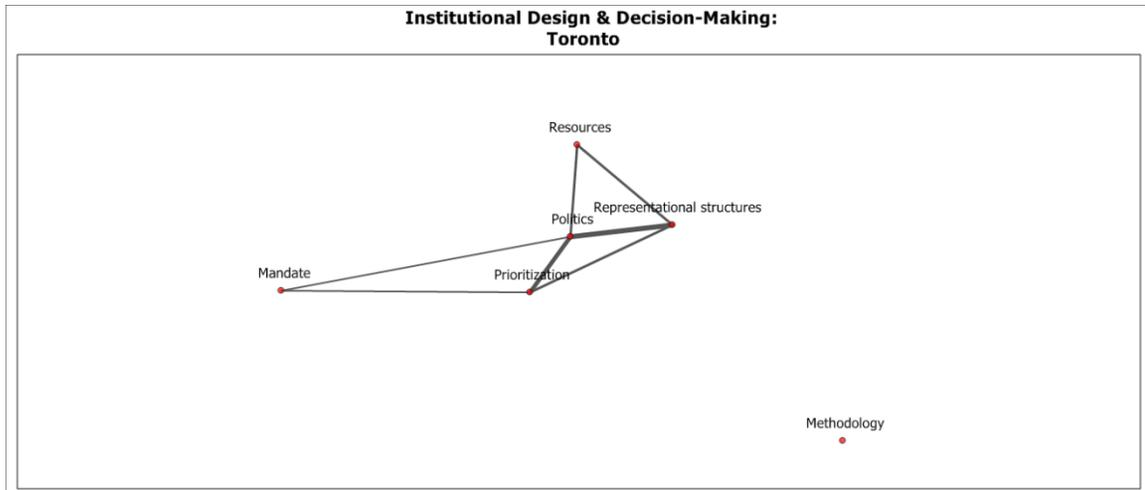 Institutional Design & Decision-Making:
Toronto
Resources
Representational structures
Politics
Mandate
Prioritization
Methodology